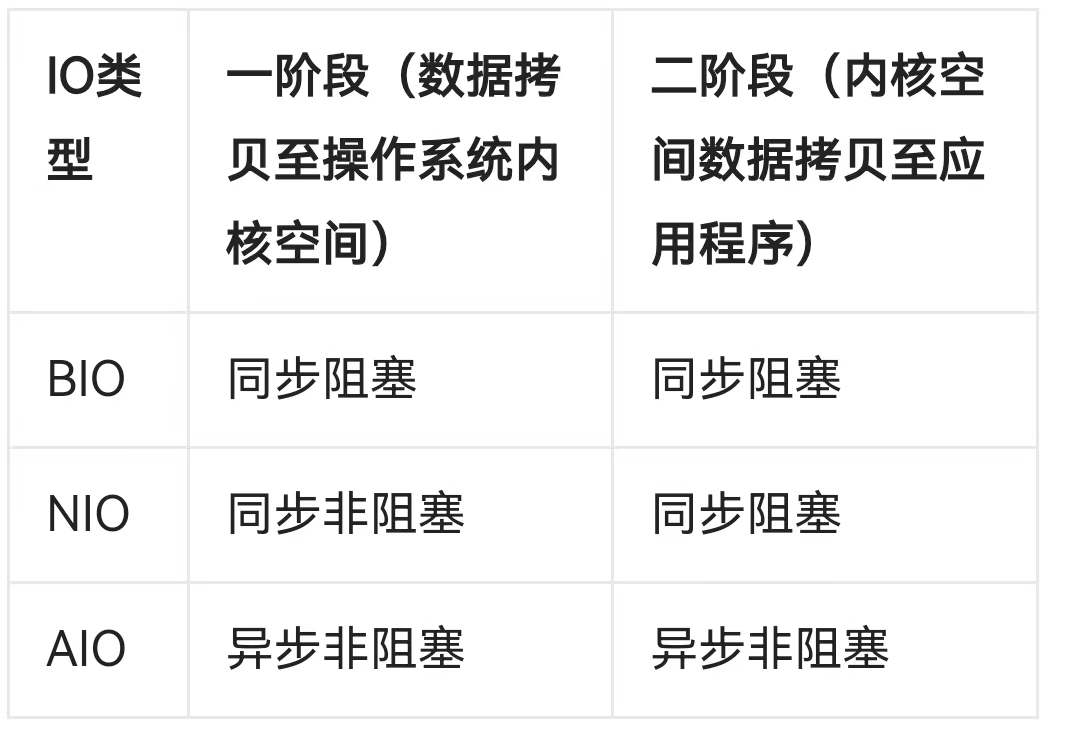 IO类型
一阶段（数据拷贝至操作系统内核空间）
二阶段（内核空间数据拷贝至应用程序）
BIO
同步阻塞
同步阻塞
NIO
同步非阻塞
同步阻塞
AIO
异步非阻塞
异步非阻塞